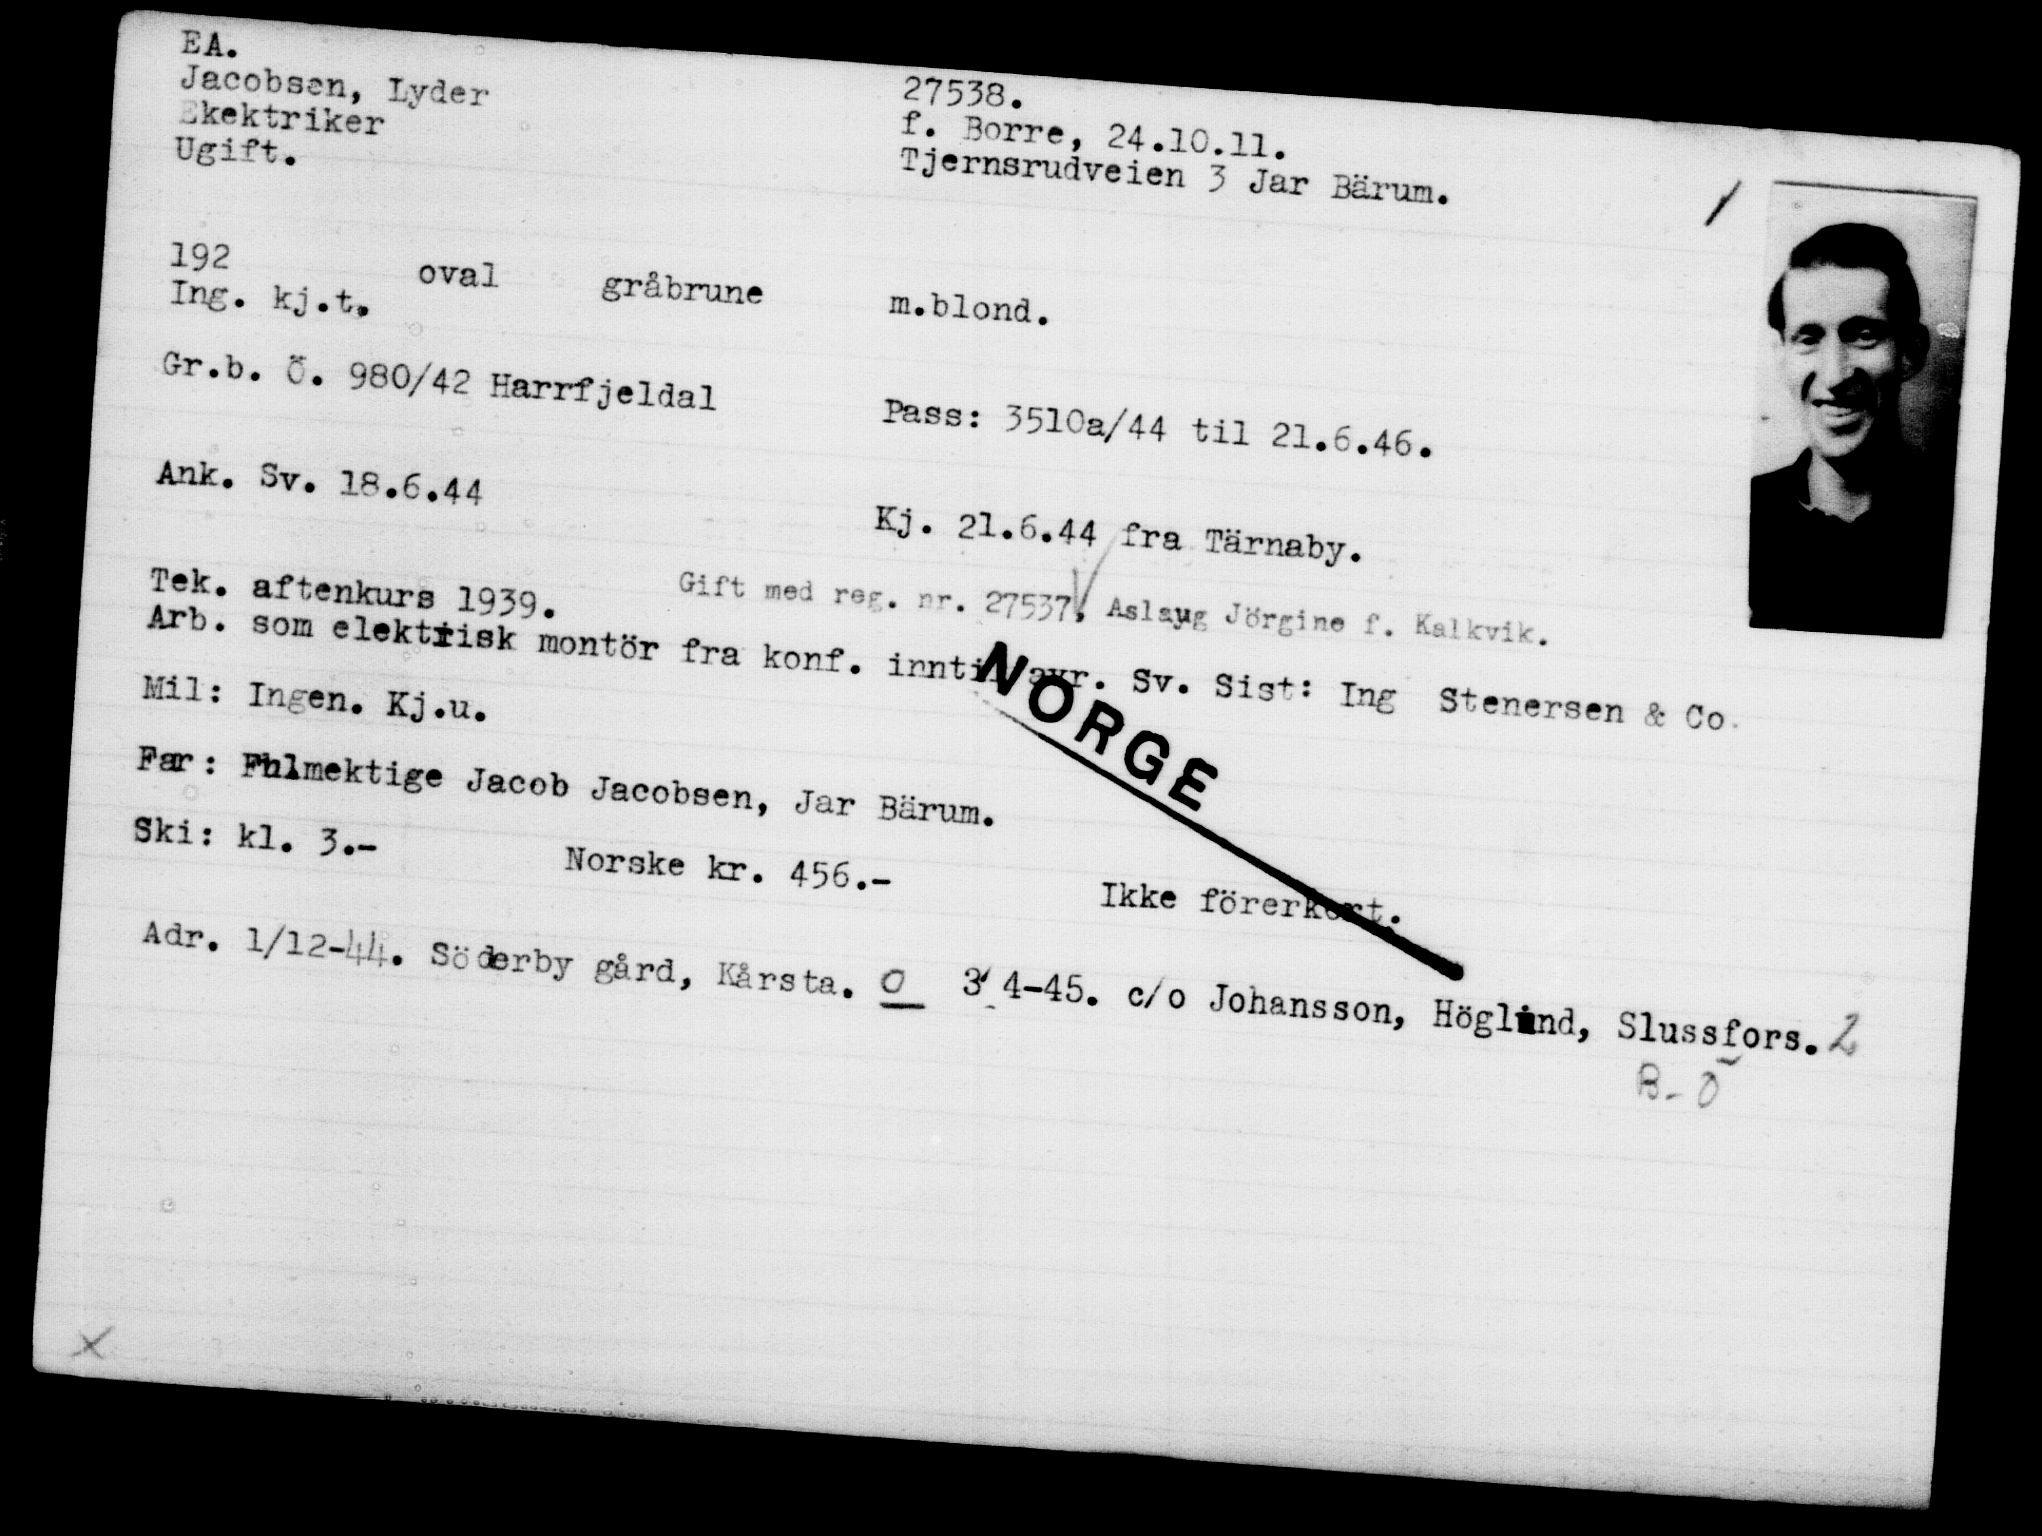 EA.
Jacobsen, Lyder 27538.
Ekektriker f. Borre, 24.10.11.
Ugift. Tjernsrudveien 3 Jar Bärum.
192 oval gråbrune m.blond.
Ing. kj.t.
Gr.b. Ö. 980/42 Harrfjeldal Pass: 3510a/44 til 21.6.46.
Ank. Sv. 18.6.44 Kj. 21.6.44 fra Tärnaby.
Tek. aftenkurs 1939. Gift med reg. nr. 27537, Aslaug Jörgine f. Kalkvik.
Arb. som elektrisk montör fra konf. inntil avr. Sv. Sist: Ing Stenersen & Co.
NORGE
Mil: Ingen. Kj.u.
Far: Fulmektige Jacob Jacobsen, Jar Bärum.
Ski: kl. 3.- Norske kr. 456.- Ikke förerkort.
Adr. 1/12-44. Söderby gård, Kårsta. O 3/4-45. c/o Johansson, Höglund, Slussfors. 2
B-O
X